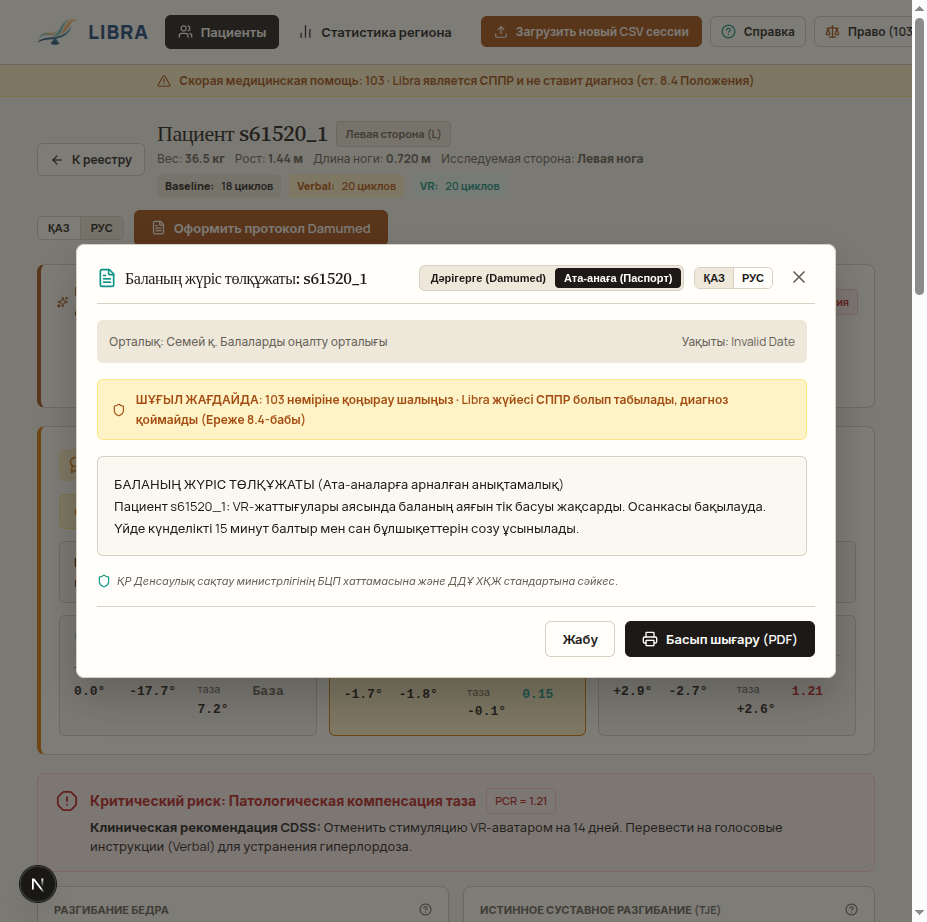 LIBRA
Пациенты
Статистика региона
Загрузить новый CSV сессии
Справка
Право (103
Скорая медицинская помощь: 103 · Libra является СППР и не ставит диагноз (ст. 8.4 Положения)
К реестру
Пациент s61520_1
Левая сторона (L)
Вес: 36.5 кг Рост: 1.44 м Длина ноги: 0.720 м Исследуемая сторона: Левая нога
Baseline: 18 циклов
Verbal: 20 циклов
VR: 20 циклов
ҚАЗ
РУС
Оформить протокол Damumed
Баланың жүріс төлқұжаты: s61520_1
Дәрігерге (Damumed)
Ата-анаға (Паспорт)
ҚАЗ
РУС
Орталық: Семей қ. Балаларды оңалту орталығы
Уақыты: Invalid Date
ШҰҒЫЛ ЖАҒДАЙДА: 103 нөміріне қоңырау шалыңыз · Libra жүйесі СППР болып табылады, диагноз
қоймайды (Ереже 8.4-бабы)
БАЛАНЫҢ ЖҮРІС ТӨЛҚҰЖАТЫ (Ата-аналарға арналған анықтамалық)
Пациент s61520_1: VR-жаттығулары аясында баланың аяғын тік басуы жақсарды. Осанкасы бақылауда.
Үйде күнделікті 15 минут балтыр мен сан бұлшықеттерін созу ұсынылады.
ҚР Денсаулық сақтау министрлігінің БЦП хаттамасына және ДДҰ ХҚЖ стандартына сәйкес.
Жабу
Басып шығару (PDF)
0.0° -17.7° таза База
7.2°
-1.7° -1.8° таза 0.15
-0.1°
+2.9° -2.7° таза 1.21
+2.6°
Критический риск: Патологическая компенсация таза
PCR = 1.21
Клиническая рекомендация CDSS: Отменить стимуляцию VR-аватаром на 14 дней. Перевести на голосовые
инструкции (Verbal) для устранения гиперлордоза.
N
РАЗГИБАНИЕ БЕДРА
ИСТИННОЕ СУСТАВНОЕ РАЗГИБАНИЕ (TJE)